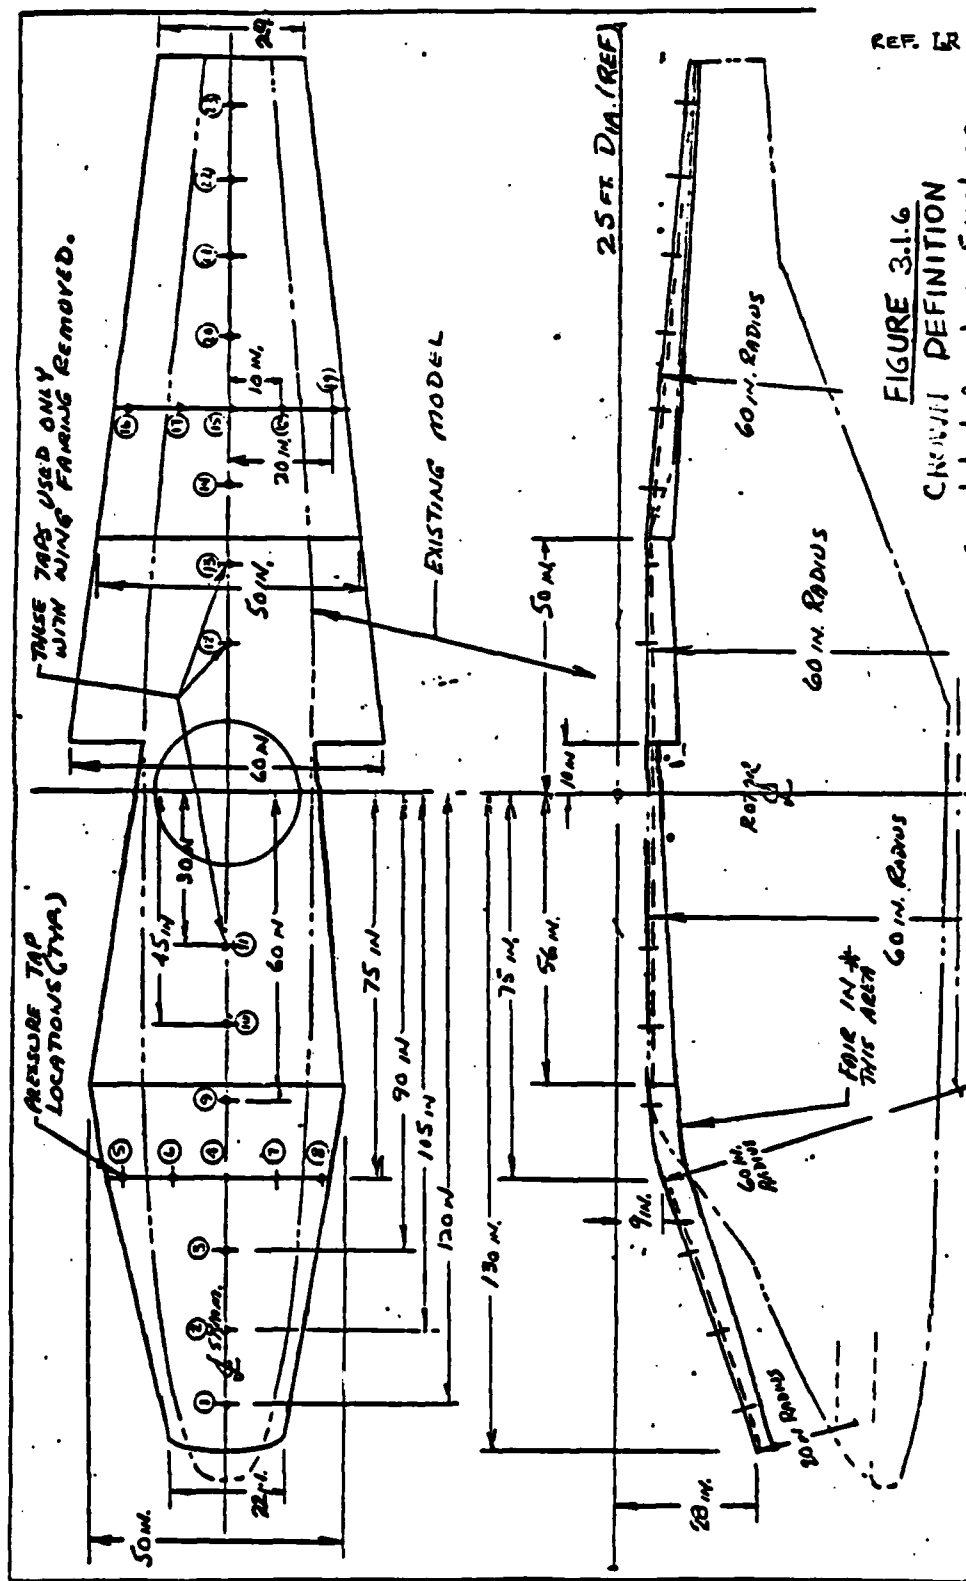 REF. LR
THESE TAPS USED ONLY
WITH WING FAIRING REMOVED.
PRESSURE TAP
LOCATIONS (TYP.)
29
23
22
21
20
10 IN.
16
17
15
19
20 IN.
14
13
50 IN.
12
EXISTING MODEL
60 IN
30 IN
45 IN
11
60 IN
10
75 IN
9
90 IN
5
6
4
7
8
105 IN
3
120 IN
2
SYMM.
1
22 IN.
50 IN.
25 FT. DIA. (REF)
60 IN. RADIUS
50 IN.
60 IN. RADIUS
10 IN
ROTOR
℄
60 IN. RADIUS
56 IN.
75 IN.
FAIR IN *
THIS AREA
60 IN.
RADIUS
9 IN.
130 IN.
RADIUS
28 IN.
FIGURE 3.1.6
CROWN DEFINITION